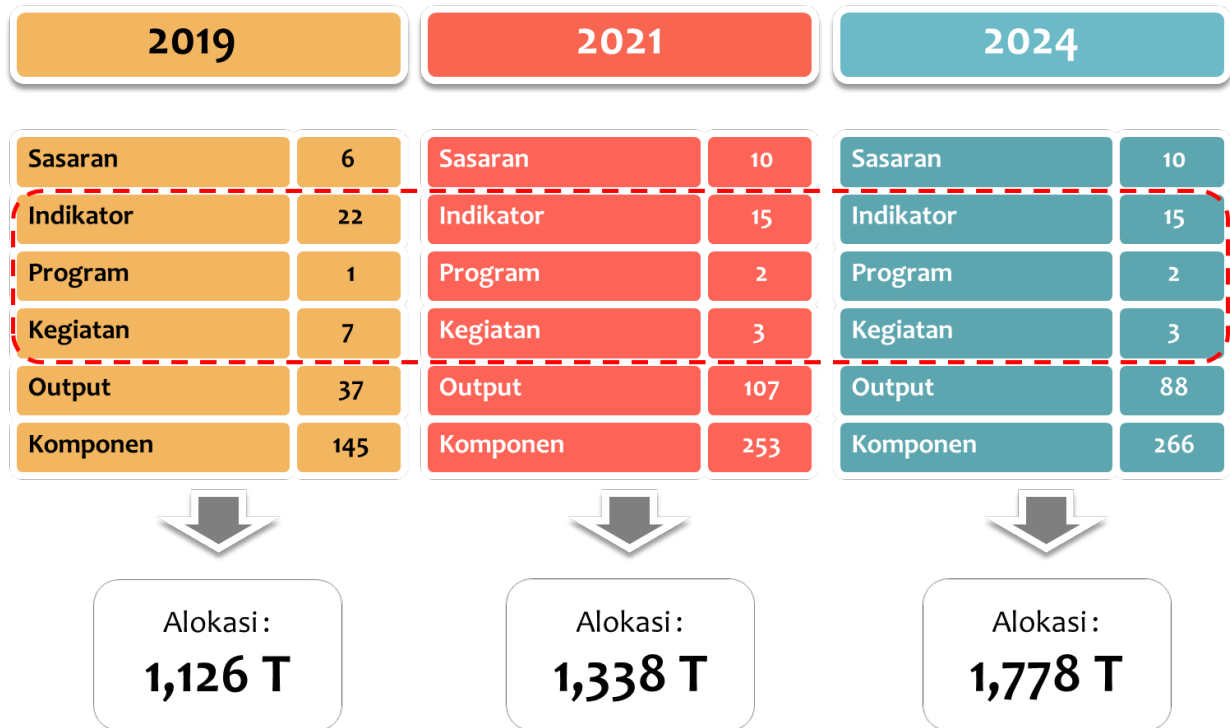 2019 2021 2024
Sasaran 6 Sasaran 10 Sasaran 10
Indikator 22 Indikator 15 Indikator 15
Program 1 Program 2 Program 2
Kegiatan 7 Kegiatan 3 Kegiatan 3
Output 37 Output 107 Output 88
Komponen 145 Komponen 253 Komponen 266
Alokasi : Alokasi : Alokasi :
1,126 T 1,338 T 1,778 T